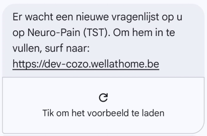 Er wacht een nieuwe vragenlijst op u
op Neuro-Pain (TST). Om hem in te
vullen, surf naar:
https://dev-cozo.wellathome.be
Tik om het voorbeeld te laden